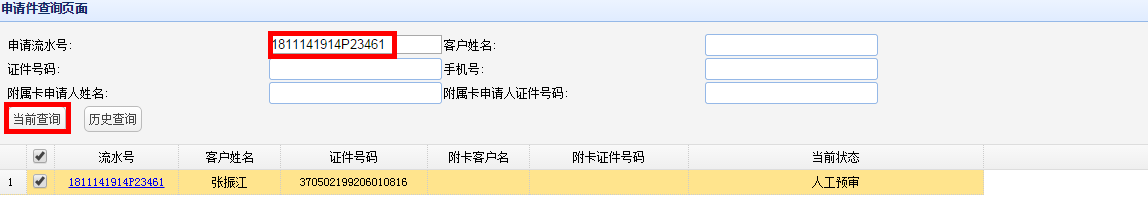 申请件查询页面
申请流水号: 1811141914P23461 客户姓名:
证件号码: 手机号:
附属卡申请人姓名: 附属卡申请人证件号码:
当前查询 历史查询
流水号 客户姓名 证件号码 附卡客户名 附卡证件号码 当前状态
1 1811141914P23461 张振江 370502199206010816 人工预审